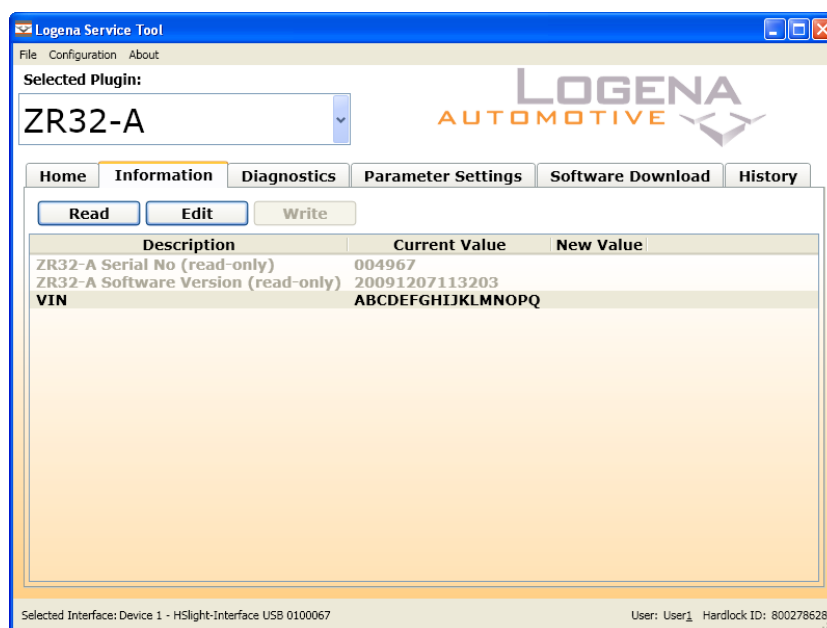 Logena Service Tool
File Configuration About
Selected Plugin:
LOGENA
AUTOMOTIVE
ZR32-A
Home Information Diagnostics Parameter Settings Software Download History
Read Edit Write
Description Current Value New Value
ZR32-A Serial No (read-only) 004967
ZR32-A Software Version (read-only) 20091207113203
VIN ABCDEFGHIJKLMNOPQ
Selected Interface: Device 1 - HSlight-Interface USB 0100067 User: User1 Hardlock ID: 800278628